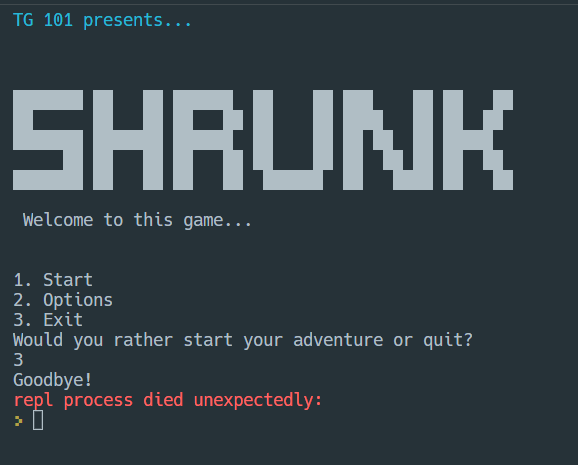 TG 101 presents...
SHRUNK
Welcome to this game...
1. Start
2. Options
3. Exit
Would you rather start your adventure or quit?
3
Goodbye!
repl process died unexpectedly:
›